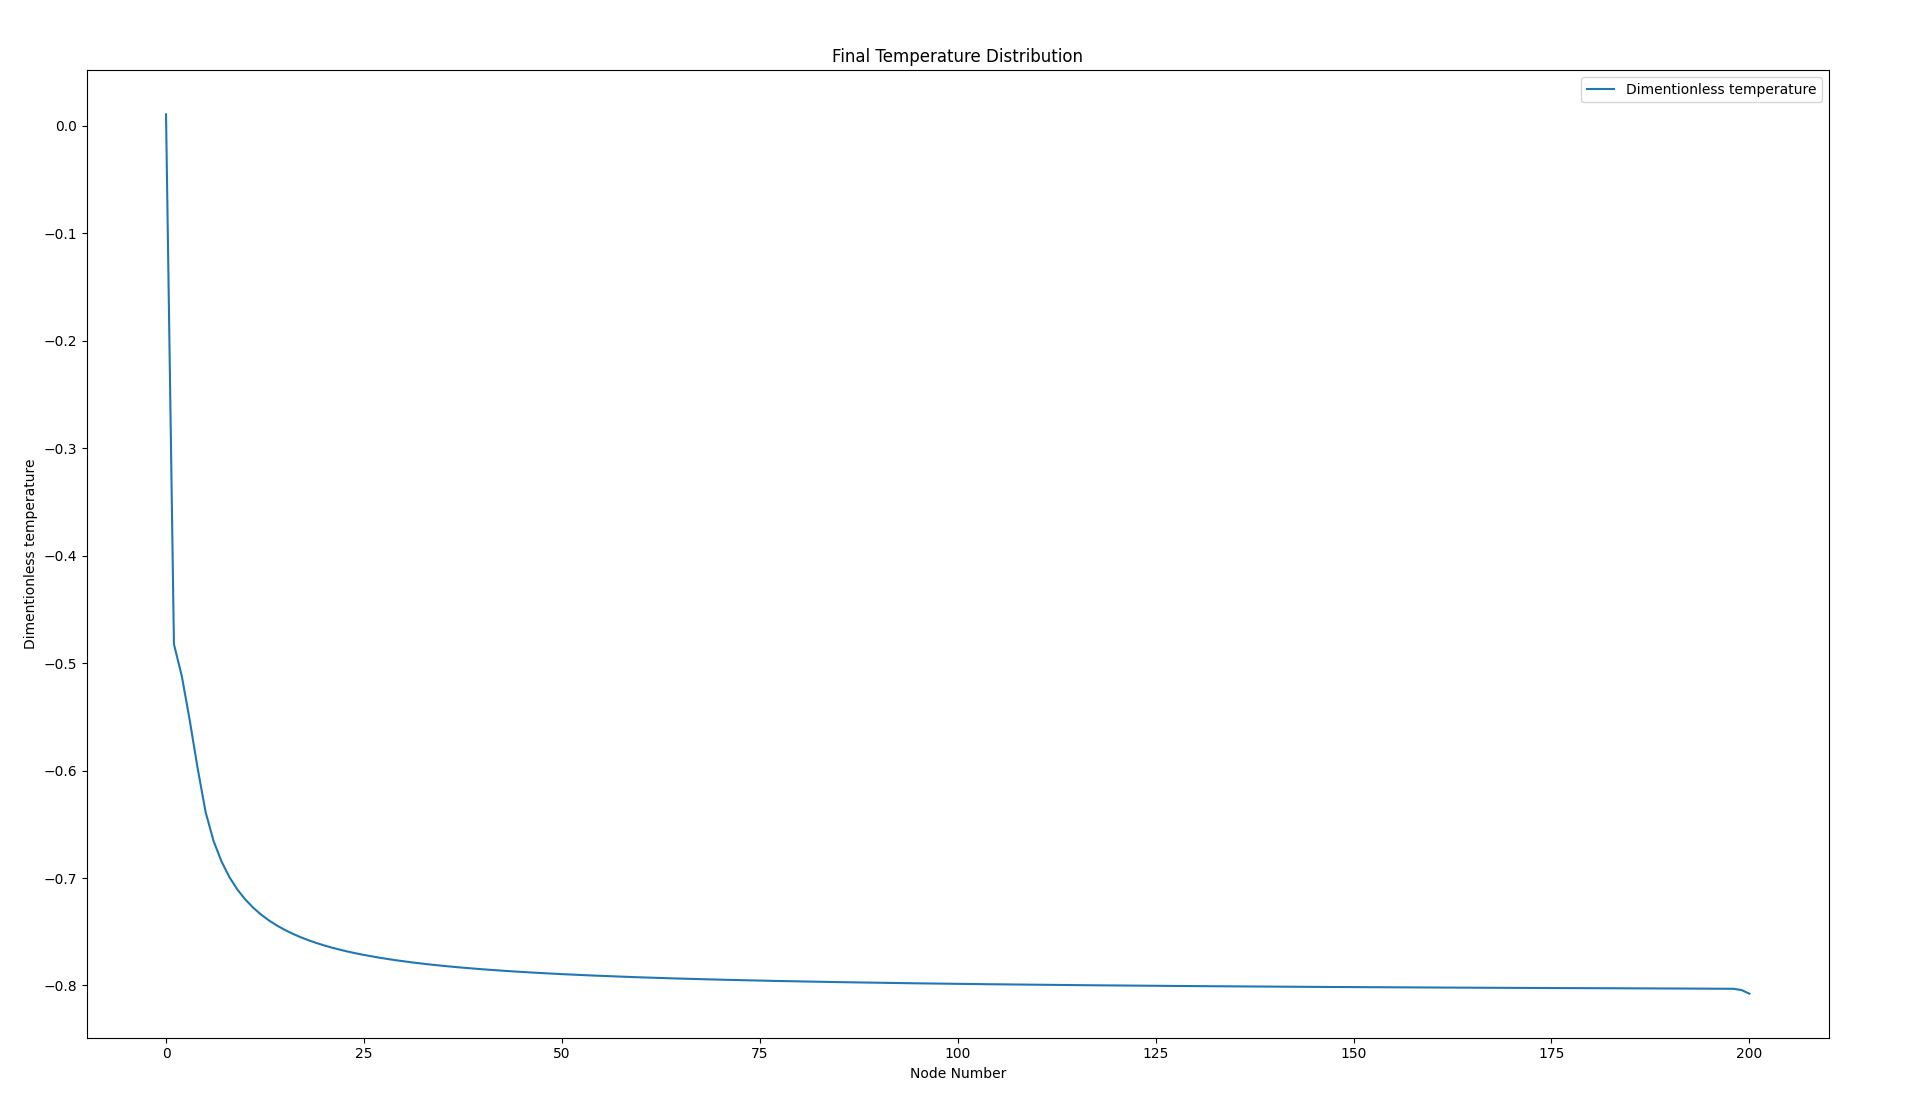 Final Temperature Distribution
Dimentionless temperature
0.0
−0.1
−0.2
−0.3
−0.4
−0.5
−0.6
−0.7
−0.8
Dimentionless temperature
0 25 50 75 100 125 150 175 200
Node Number